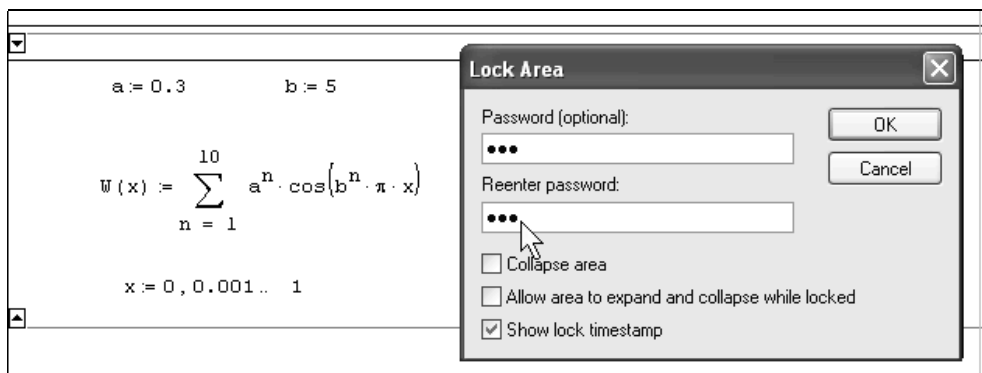 a := 0.3 b := 5
10
W(x) := ∑ a^n · cos(b^n · π · x)
n = 1
x := 0, 0.001 .. 1
Lock Area
Password (optional):
•••
OK
Reenter password:
•••
Cancel
Collapse area
Allow area to expand and collapse while locked
Show lock timestamp